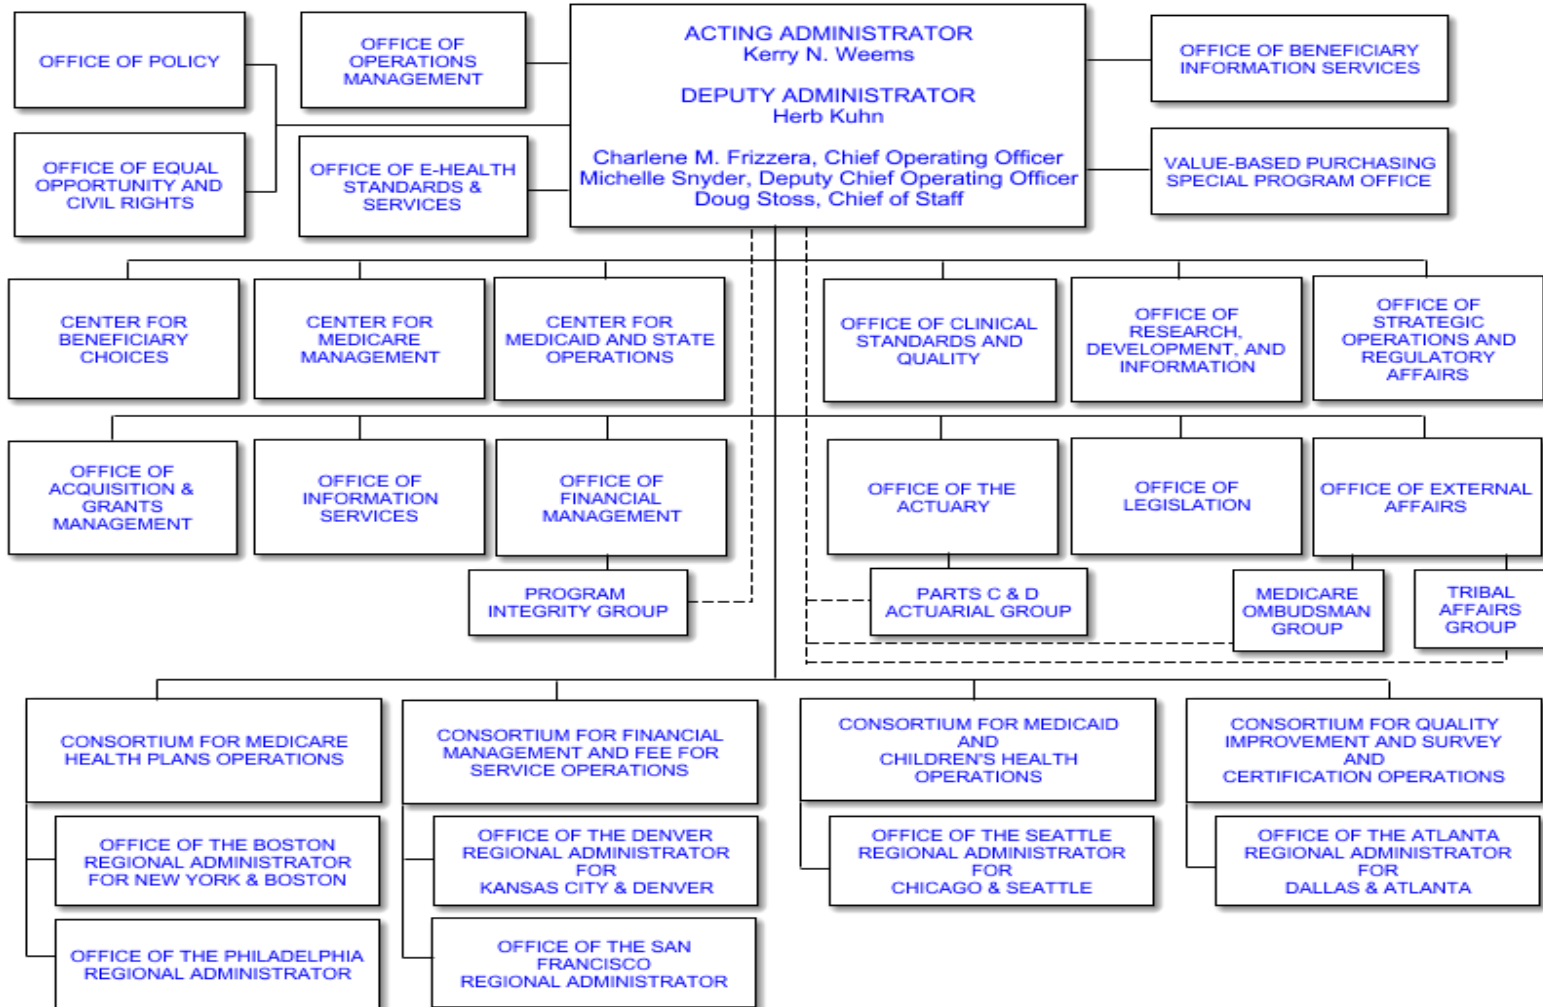 OFFICE OF POLICY
OFFICE OF
OPERATIONS
MANAGEMENT
ACTING ADMINISTRATOR
Kerry N. Weems
DEPUTY ADMINISTRATOR
Herb Kuhn
Charlene M. Frizzera, Chief Operating Officer
Michelle Snyder, Deputy Chief Operating Officer
Doug Stoss, Chief of Staff
OFFICE OF BENEFICIARY
INFORMATION SERVICES
OFFICE OF EQUAL
OPPORTUNITY AND
CIVIL RIGHTS
OFFICE OF E-HEALTH
STANDARDS &
SERVICES
VALUE-BASED PURCHASING
SPECIAL PROGRAM OFFICE
CENTER FOR
BENEFICIARY
CHOICES
CENTER FOR
MEDICARE
MANAGEMENT
CENTER FOR
MEDICAID AND STATE
OPERATIONS
OFFICE OF CLINICAL
STANDARDS AND
QUALITY
OFFICE OF
RESEARCH,
DEVELOPMENT, AND
INFORMATION
OFFICE OF
STRATEGIC
OPERATIONS AND
REGULATORY
AFFAIRS
OFFICE OF
ACQUISITION &
GRANTS
MANAGEMENT
OFFICE OF
INFORMATION
SERVICES
OFFICE OF
FINANCIAL
MANAGEMENT
OFFICE OF THE
ACTUARY
OFFICE OF
LEGISLATION
OFFICE OF EXTERNAL
AFFAIRS
PROGRAM
INTEGRITY GROUP
PARTS C & D
ACTUARIAL GROUP
MEDICARE
OMBUDSMAN
GROUP
TRIBAL
AFFAIRS
GROUP
CONSORTIUM FOR MEDICARE
HEALTH PLANS OPERATIONS
CONSORTIUM FOR FINANCIAL
MANAGEMENT AND FEE FOR
SERVICE OPERATIONS
CONSORTIUM FOR MEDICAID
AND
CHILDREN'S HEALTH
OPERATIONS
CONSORTIUM FOR QUALITY
IMPROVEMENT AND SURVEY
AND
CERTIFICATION OPERATIONS
OFFICE OF THE BOSTON
REGIONAL ADMINISTRATOR
FOR NEW YORK & BOSTON
OFFICE OF THE DENVER
REGIONAL ADMINISTRATOR
FOR
KANSAS CITY & DENVER
OFFICE OF THE SEATTLE
REGIONAL ADMINISTRATOR
FOR
CHICAGO & SEATTLE
OFFICE OF THE ATLANTA
REGIONAL ADMINISTRATOR
FOR
DALLAS & ATLANTA
OFFICE OF THE PHILADELPHIA
REGIONAL ADMINISTRATOR
OFFICE OF THE SAN
FRANCISCO
REGIONAL ADMINISTRATOR